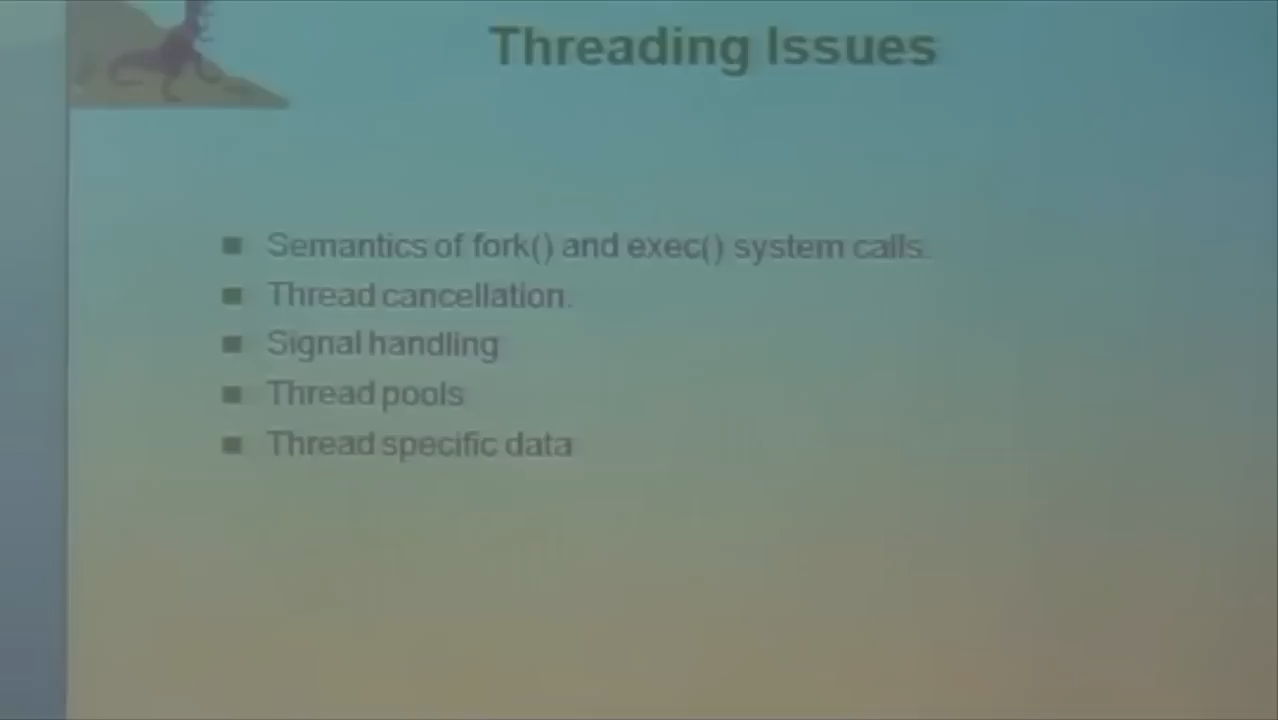 Threading Issues
Semantics of fork() and exec() system calls.
Thread cancellation.
Signal handling
Thread pools
Thread specific data